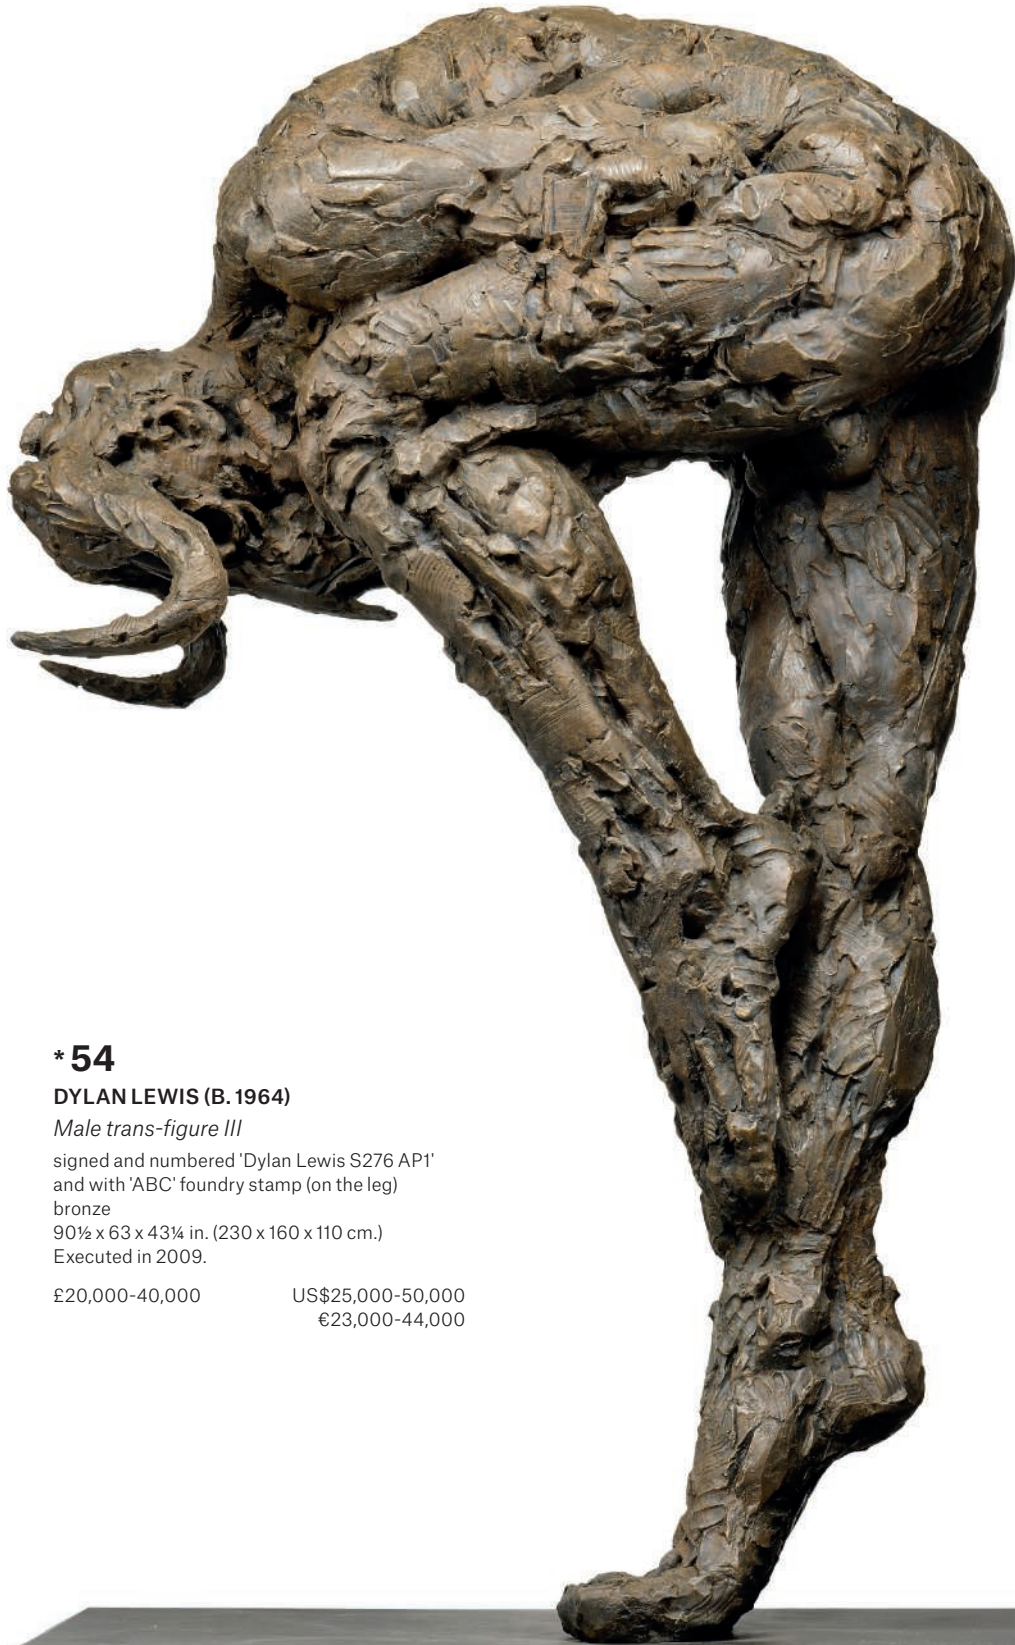 * 54
DYLAN LEWIS (B. 1964)
Male trans-figure III
signed and numbered 'Dylan Lewis S276 AP1'
and with 'ABC' foundry stamp (on the leg)
bronze
90½ x 63 x 43¼ in. (230 x 160 x 110 cm.)
Executed in 2009.
£20,000-40,000 US$25,000-50,000
€23,000-44,000